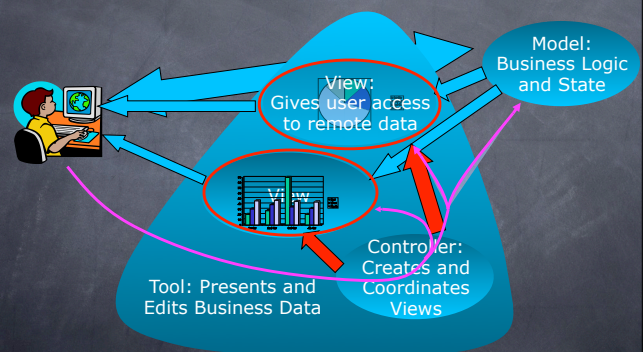 View:
Gives user access
to remote data
Model:
Business Logic
and State
View
Controller:
Creates and
Coordinates
Views
Tool: Presents and
Edits Business Data